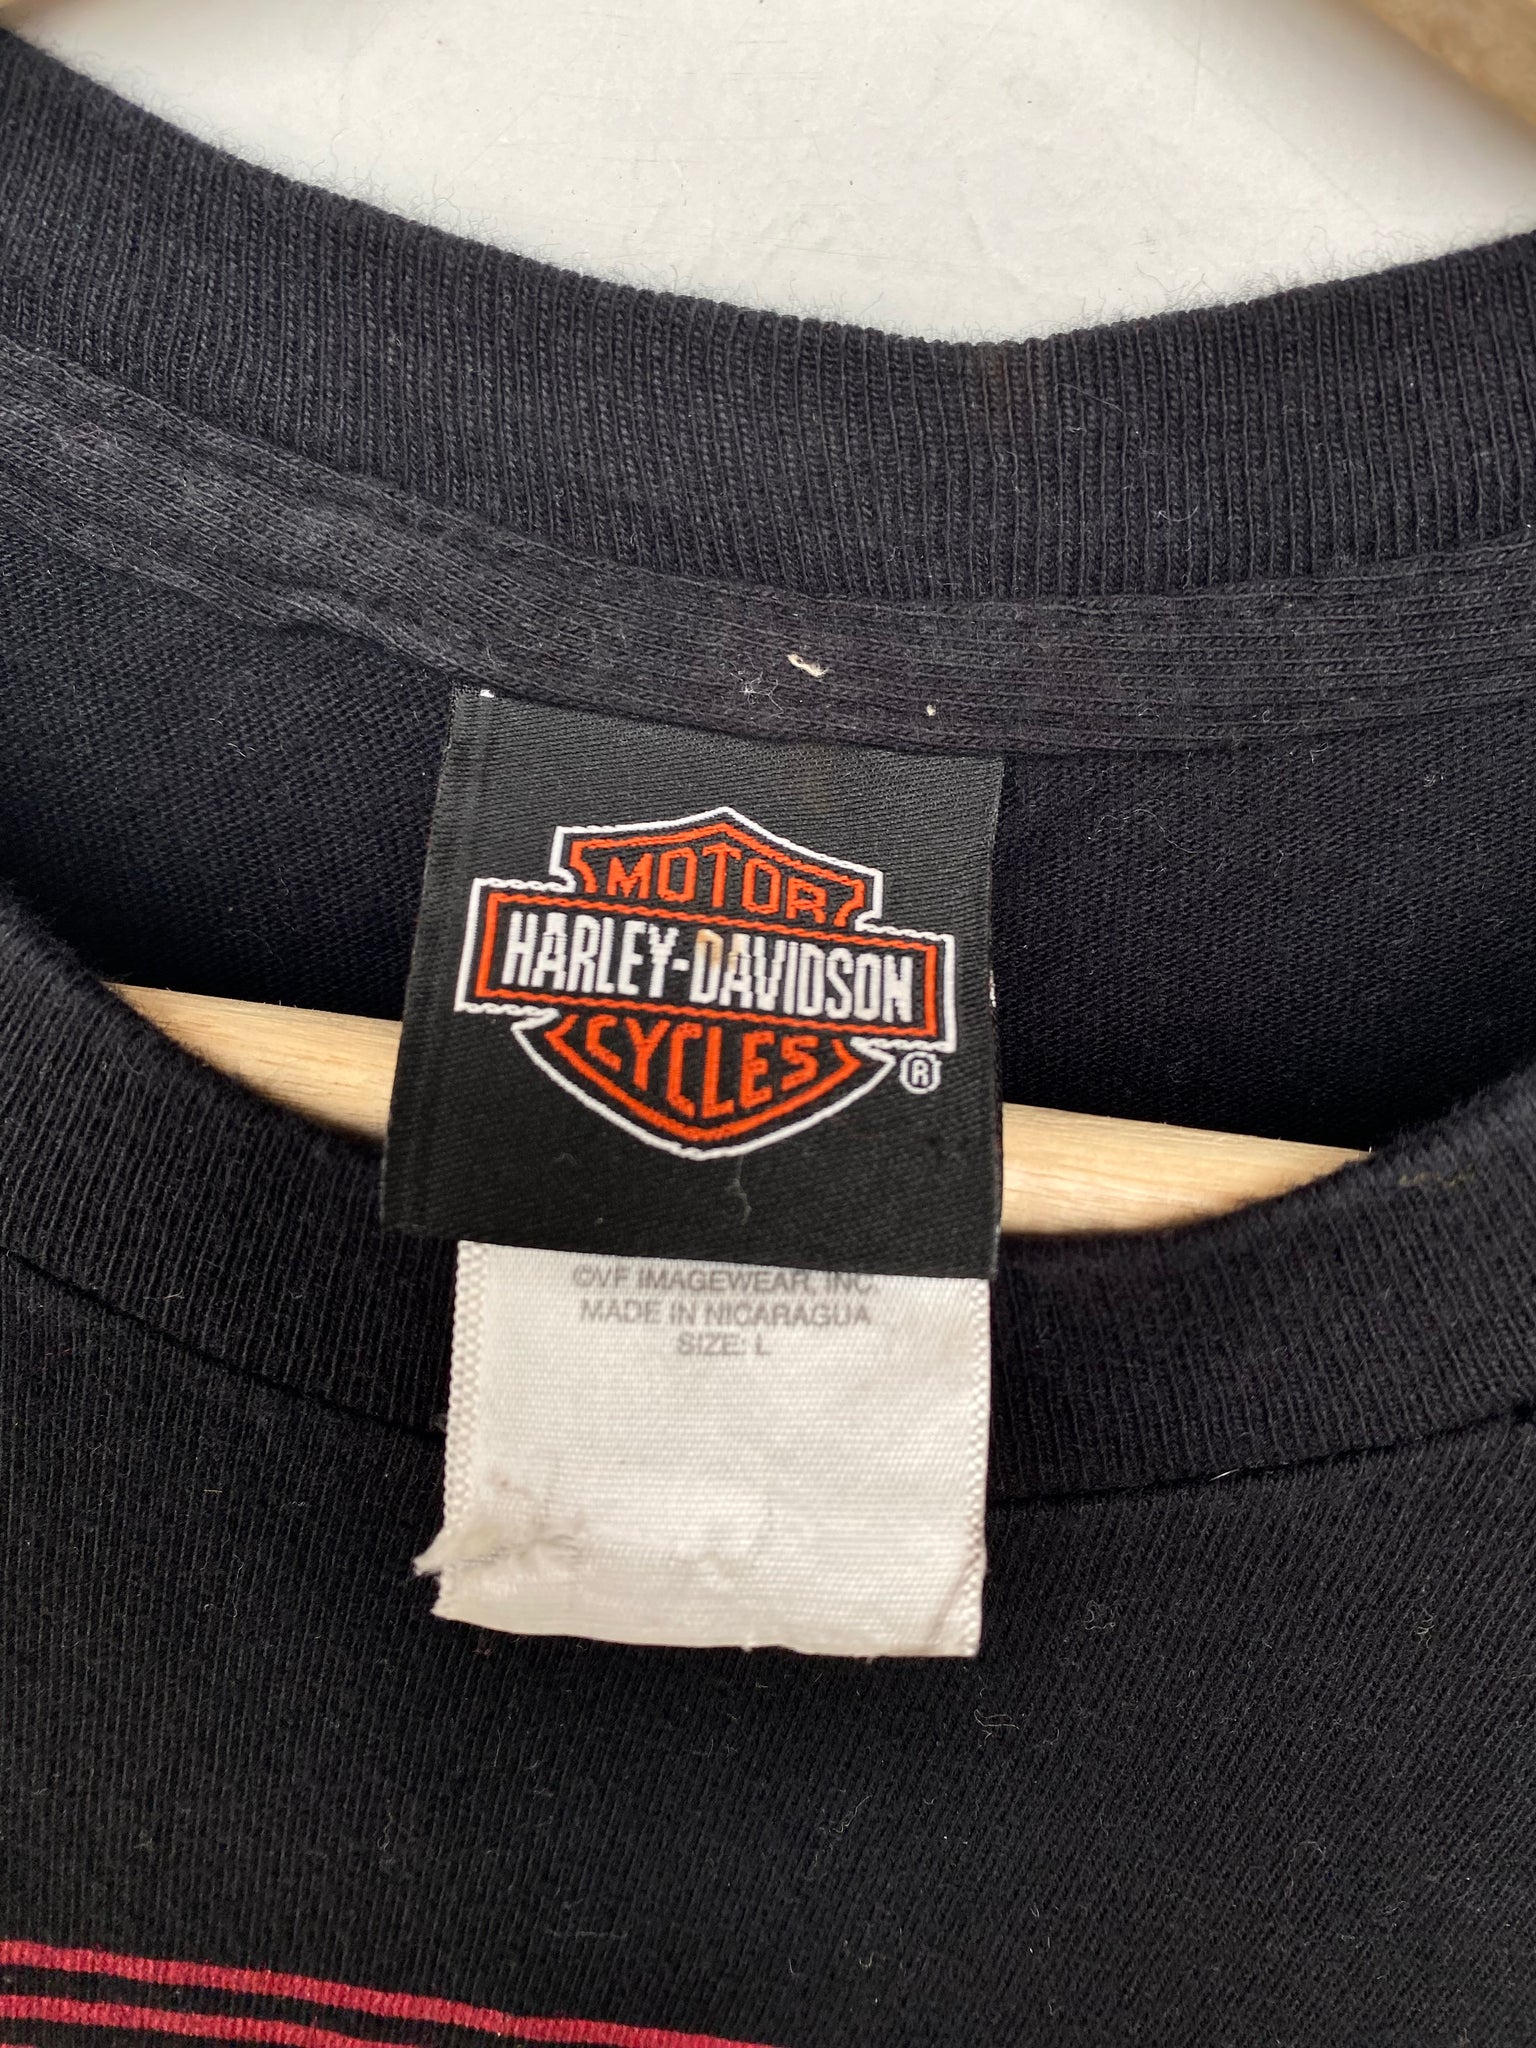 MOTOR
HARLEY-DAVIDSON
CYCLES
®
©VF IMAGEWEAR, INC.
MADE IN NICARAGUA
SIZE: L